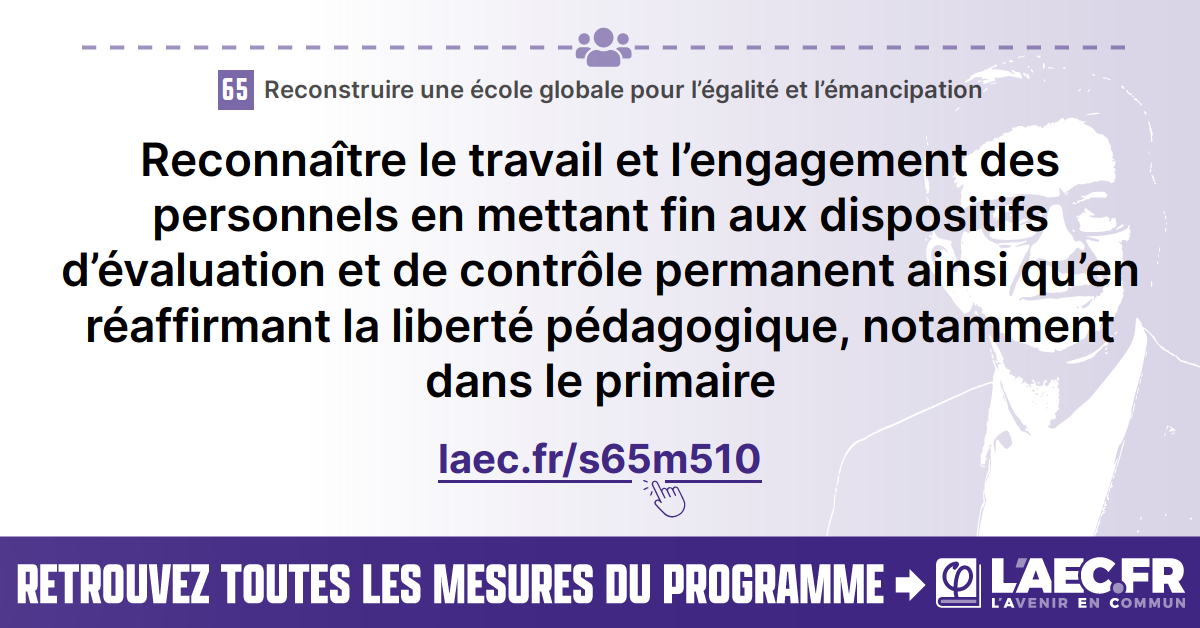 65 Reconstruire une école globale pour l’égalité et l’émancipation
Reconnaître le travail et l’engagement des
personnels en mettant fin aux dispositifs
d’évaluation et de contrôle permanent ainsi qu’en
réaffirmant la liberté pédagogique, notamment
dans le primaire
laec.fr/s65m510
RETROUVEZ TOUTES LES MESURES DU PROGRAMME
L'AEC.FR
L'AVENIR EN COMMUN